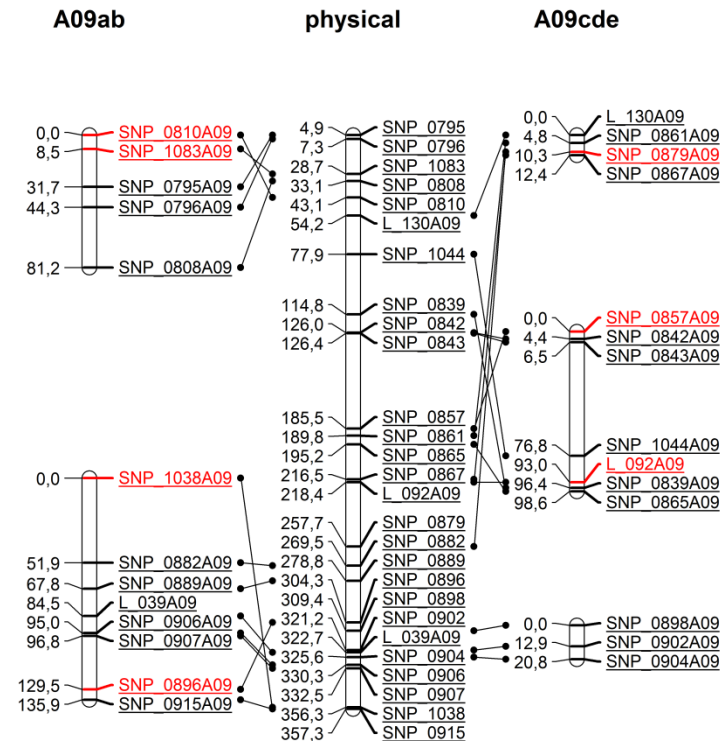 A09ab physical A09cde
0,0 SNP_0810A09
8,5 SNP_1083A09
31,7 SNP_0795A09
44,3 SNP_0796A09
81,2 SNP_0808A09
0,0 SNP_1038A09
51,9 SNP_0882A09
67,8 SNP_0889A09
84,5 L_039A09
95,0 SNP_0906A09
96,8 SNP_0907A09
129,5 SNP_0896A09
135,9 SNP_0915A09
4,9 SNP_0795
7,3 SNP_0796
28,7 SNP_1083
33,1 SNP_0808
43,1 SNP_0810
54,2 L_130A09
77,9 SNP_1044
114,8 SNP_0839
126,0 SNP_0842
126,4 SNP_0843
185,5 SNP_0857
189,8 SNP_0861
195,2 SNP_0865
216,5 SNP_0867
218,4 L_092A09
257,7 SNP_0879
269,5 SNP_0882
278,8 SNP_0889
304,3 SNP_0896
309,4 SNP_0898
321,2 SNP_0902
322,7 L_039A09
325,6 SNP_0904
330,3 SNP_0906
332,5 SNP_0907
356,3 SNP_1038
357,3 SNP_0915
0,0 L_130A09
4,8 SNP_0861A09
10,3 SNP_0879A09
12,4 SNP_0867A09
0,0 SNP_0857A09
4,4 SNP_0842A09
6,5 SNP_0843A09
76,8 SNP_1044A09
93,0 L_092A09
96,4 SNP_0839A09
98,6 SNP_0865A09
0,0 SNP_0898A09
12,9 SNP_0902A09
20,8 SNP_0904A09